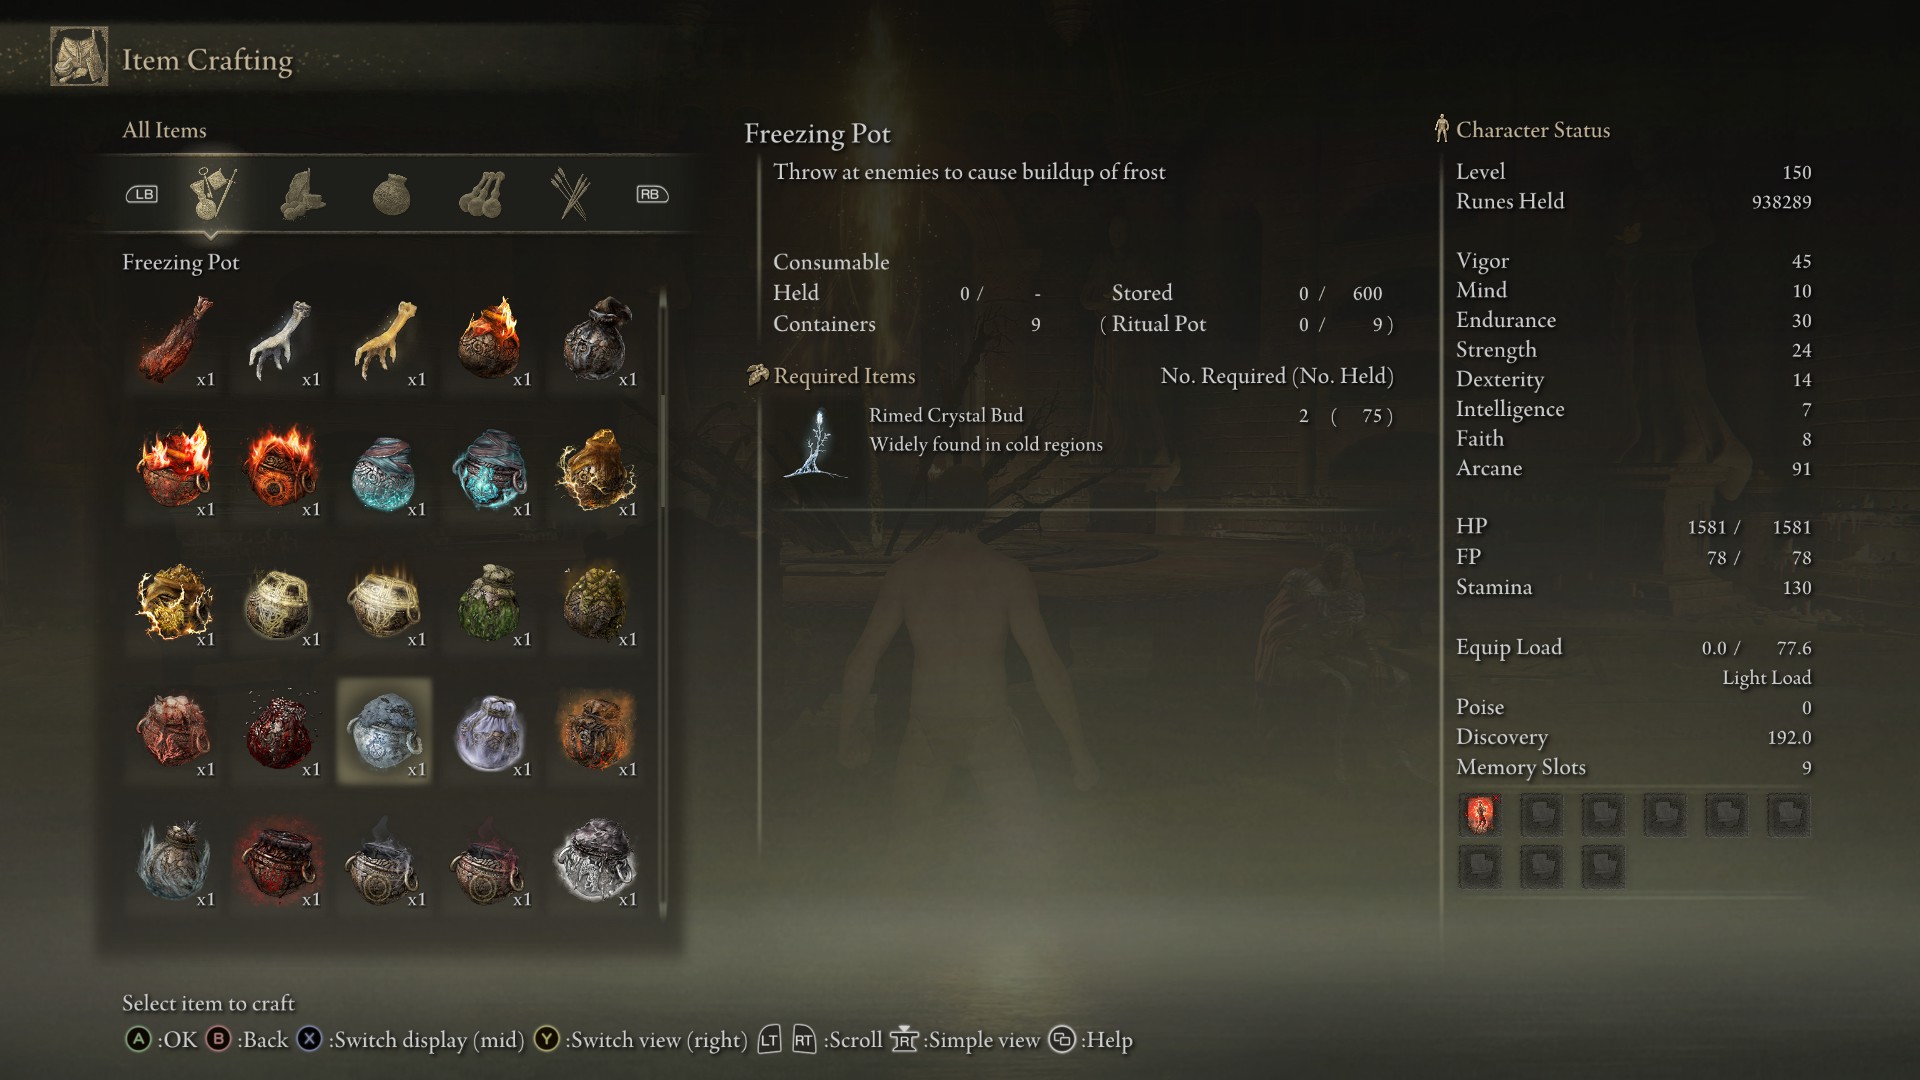 Item Crafting
All Items
LB
RB
Freezing Pot
x1 x1 x1 x1 x1
x1 x1 x1 x1 x1
x1 x1 x1 x1 x1
x1 x1 x1 x1 x1
x1 x1 x1 x1 x1
Freezing Pot
Throw at enemies to cause buildup of frost
Consumable
Held 0 / - Stored 0 / 600
Containers 9 ( Ritual Pot 0 / 9 )
Required Items No. Required (No. Held)
Rimed Crystal Bud 2 ( 75 )
Widely found in cold regions
Character Status
Level 150
Runes Held 938289
Vigor 45
Mind 10
Endurance 30
Strength 24
Dexterity 14
Intelligence 7
Faith 8
Arcane 91
HP 1581 / 1581
FP 78 / 78
Stamina 130
Equip Load 0.0 / 77.6
Light Load
Poise 0
Discovery 192.0
Memory Slots 9
Select item to craft
A :OK B :Back X :Switch display (mid) Y :Switch view (right) LT RT :Scroll R :Simple view :Help